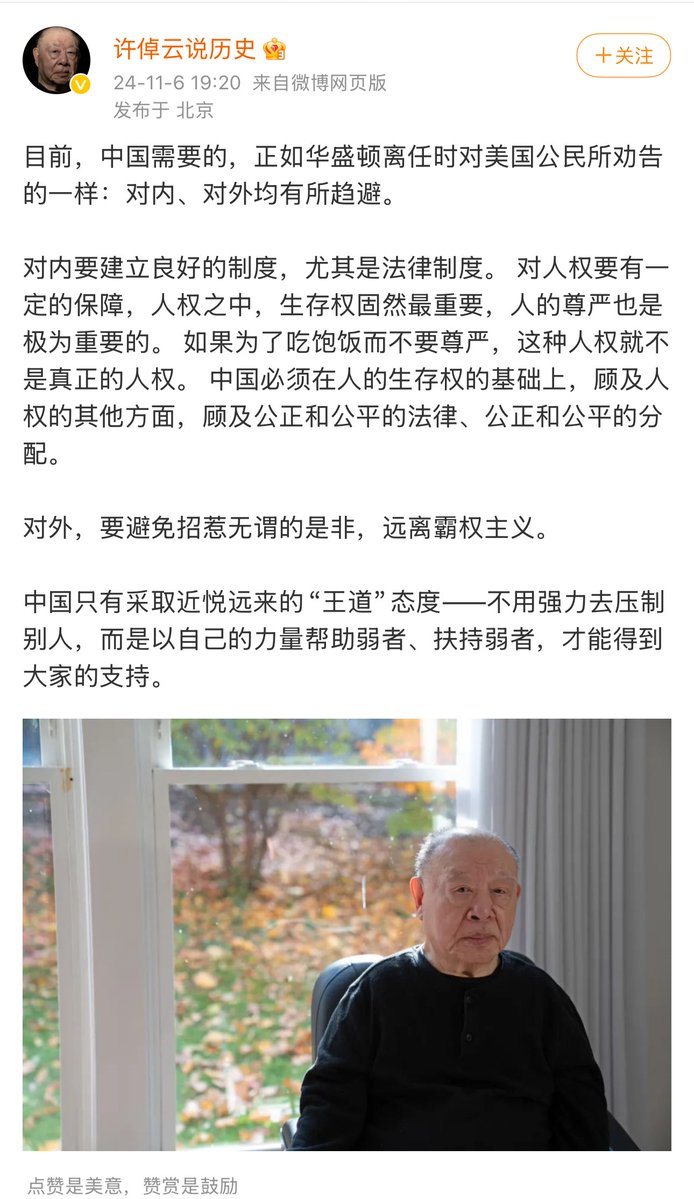 许倬云说历史
＋关注
24-11-6 19:20 来自微博网页版
发布于 北京
目前，中国需要的，正如华盛顿离任时对美国公民所劝告
的一样：对内、对外均有所趋避。
对内要建立良好的制度，尤其是法律制度。 对人权要有一
定的保障，人权之中，生存权固然最重要，人的尊严也是
极为重要的。 如果为了吃饱饭而不要尊严，这种人权就不
是真正的人权。 中国必须在人的生存权的基础上，顾及人
权的其他方面，顾及公正和公平的法律、公正和公平的分
配。
对外，要避免招惹无谓的是非，远离霸权主义。
中国只有采取近悦远来的“王道”态度——不用强力去压制
别人，而是以自己的力量帮助弱者、扶持弱者，才能得到
大家的支持。
点赞是美意，赞赏是鼓励